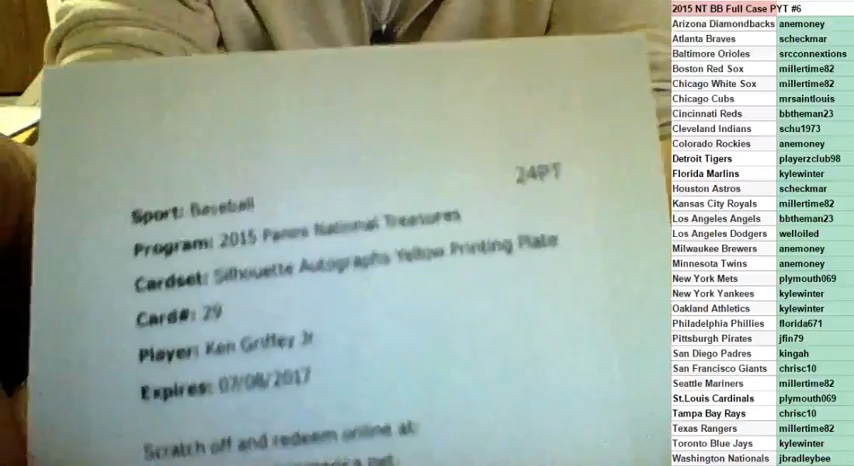 24PT
Sport: Baseball
Program: 2015 Panini National Treasures
Cardset: Silhouette Autographs Yellow Printing Plate
Card#: 29
Player: Ken Griffey Jr
Expires: 07/08/2017
Scratch off and redeem online at:
2015 NT BB Full Case PYT #6
Arizona Diamondbacks anemoney
Atlanta Braves scheckmar
Baltimore Orioles srcconnextions
Boston Red Sox millertime82
Chicago White Sox millertime82
Chicago Cubs mrsaintlouis
Cincinnati Reds bbtheman23
Cleveland Indians schu1973
Colorado Rockies anemoney
Detroit Tigers playerzclub98
Florida Marlins kylewinter
Houston Astros scheckmar
Kansas City Royals millertime82
Los Angeles Angels bbtheman23
Los Angeles Dodgers welloiled
Milwaukee Brewers anemoney
Minnesota Twins anemoney
New York Mets plymouth069
New York Yankees kylewinter
Oakland Athletics kylewinter
Philadelphia Phillies florida671
Pittsburgh Pirates jfin79
San Diego Padres kingah
San Francisco Giants chrisc10
Seattle Mariners millertime82
St.Louis Cardinals plymouth069
Tampa Bay Rays chrisc10
Texas Rangers millertime82
Toronto Blue Jays kylewinter
Washington Nationals jbradleybee